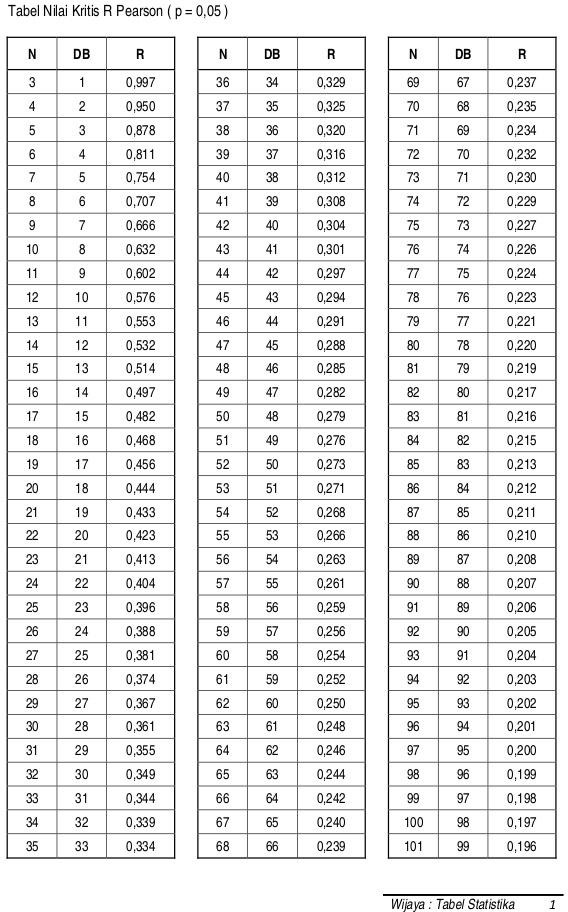 Tabel Nilai Kritis R Pearson ( p = 0,05 )
N DB R N DB R N DB R
3 1 0,997 36 34 0,329 69 67 0,237
4 2 0,950 37 35 0,325 70 68 0,235
5 3 0,878 38 36 0,320 71 69 0,234
6 4 0,811 39 37 0,316 72 70 0,232
7 5 0,754 40 38 0,312 73 71 0,230
8 6 0,707 41 39 0,308 74 72 0,229
9 7 0,666 42 40 0,304 75 73 0,227
10 8 0,632 43 41 0,301 76 74 0,226
11 9 0,602 44 42 0,297 77 75 0,224
12 10 0,576 45 43 0,294 78 76 0,223
13 11 0,553 46 44 0,291 79 77 0,221
14 12 0,532 47 45 0,288 80 78 0,220
15 13 0,514 48 46 0,285 81 79 0,219
16 14 0,497 49 47 0,282 82 80 0,217
17 15 0,482 50 48 0,279 83 81 0,216
18 16 0,468 51 49 0,276 84 82 0,215
19 17 0,456 52 50 0,273 85 83 0,213
20 18 0,444 53 51 0,271 86 84 0,212
21 19 0,433 54 52 0,268 87 85 0,211
22 20 0,423 55 53 0,266 88 86 0,210
23 21 0,413 56 54 0,263 89 87 0,208
24 22 0,404 57 55 0,261 90 88 0,207
25 23 0,396 58 56 0,259 91 89 0,206
26 24 0,388 59 57 0,256 92 90 0,205
27 25 0,381 60 58 0,254 93 91 0,204
28 26 0,374 61 59 0,252 94 92 0,203
29 27 0,367 62 60 0,250 95 93 0,202
30 28 0,361 63 61 0,248 96 94 0,201
31 29 0,355 64 62 0,246 97 95 0,200
32 30 0,349 65 63 0,244 98 96 0,199
33 31 0,344 66 64 0,242 99 97 0,198
34 32 0,339 67 65 0,240 100 98 0,197
35 33 0,334 68 66 0,239 101 99 0,196
Wijaya : Tabel Statistika 1